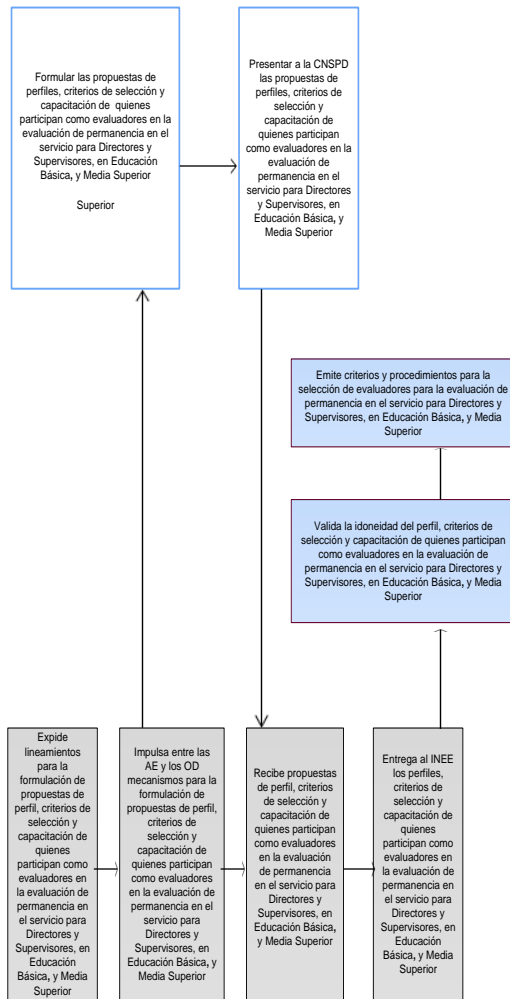 Formular las propuestas de
perfiles, criterios de selección y
capacitación de quienes
participan como evaluadores en la
evaluación de permanencia en el
servicio para Directores y
Supervisores, en Educación
Básica, y Media Superior
Superior
Presentar a la CNSPD
las propuestas de
perfiles, criterios de
selección y
capacitación de
quienes participan
como evaluadores en la
evaluación de
permanencia en el
servicio para Directores
y Supervisores, en
Educación Básica, y
Media Superior
Emite criterios y procedimientos para la
selección de evaluadores para la evaluación de
permanencia en el servicio para Directores y
Supervisores, en Educación Básica, y Media
Superior
Valida la idoneidad del perfil, criterios de
selección y capacitación de quienes participan
como evaluadores en la evaluación de
permanencia en el servicio para Directores y
Supervisores, en Educación Básica, y Media
Superior
Expide
lineamientos
para la
formulación de
propuestas de
perfil, criterios de
selección y
capacitación de
quienes
participan como
evaluadores en
la evaluación de
permanencia en
el servicio para
Directores y
Supervisores, en
Educación
Básica, y Media
Superior
Impulsa entre las
AE y los OD
mecanismos para la
formulación de
propuestas de perfil,
criterios de
selección y
capacitación de
quienes participan
como evaluadores
en la evaluación de
permanencia en el
servicio para
Directores y
Supervisores, en
Educación Básica, y
Media Superior
Recibe propuestas
de perfil, criterios
de selección y
capacitación de
quienes participan
como evaluadores
en la evaluación
de permanencia
en el servicio para
Directores y
Supervisores, en
Educación Básica,
y Media Superior
Entrega al INEE
los perfiles,
criterios de
selección y
capacitación de
quienes
participan como
evaluadores en
la evaluación de
permanencia en
el servicio para
Directores y
Supervisores, en
Educación
Básica, y Media
Superior